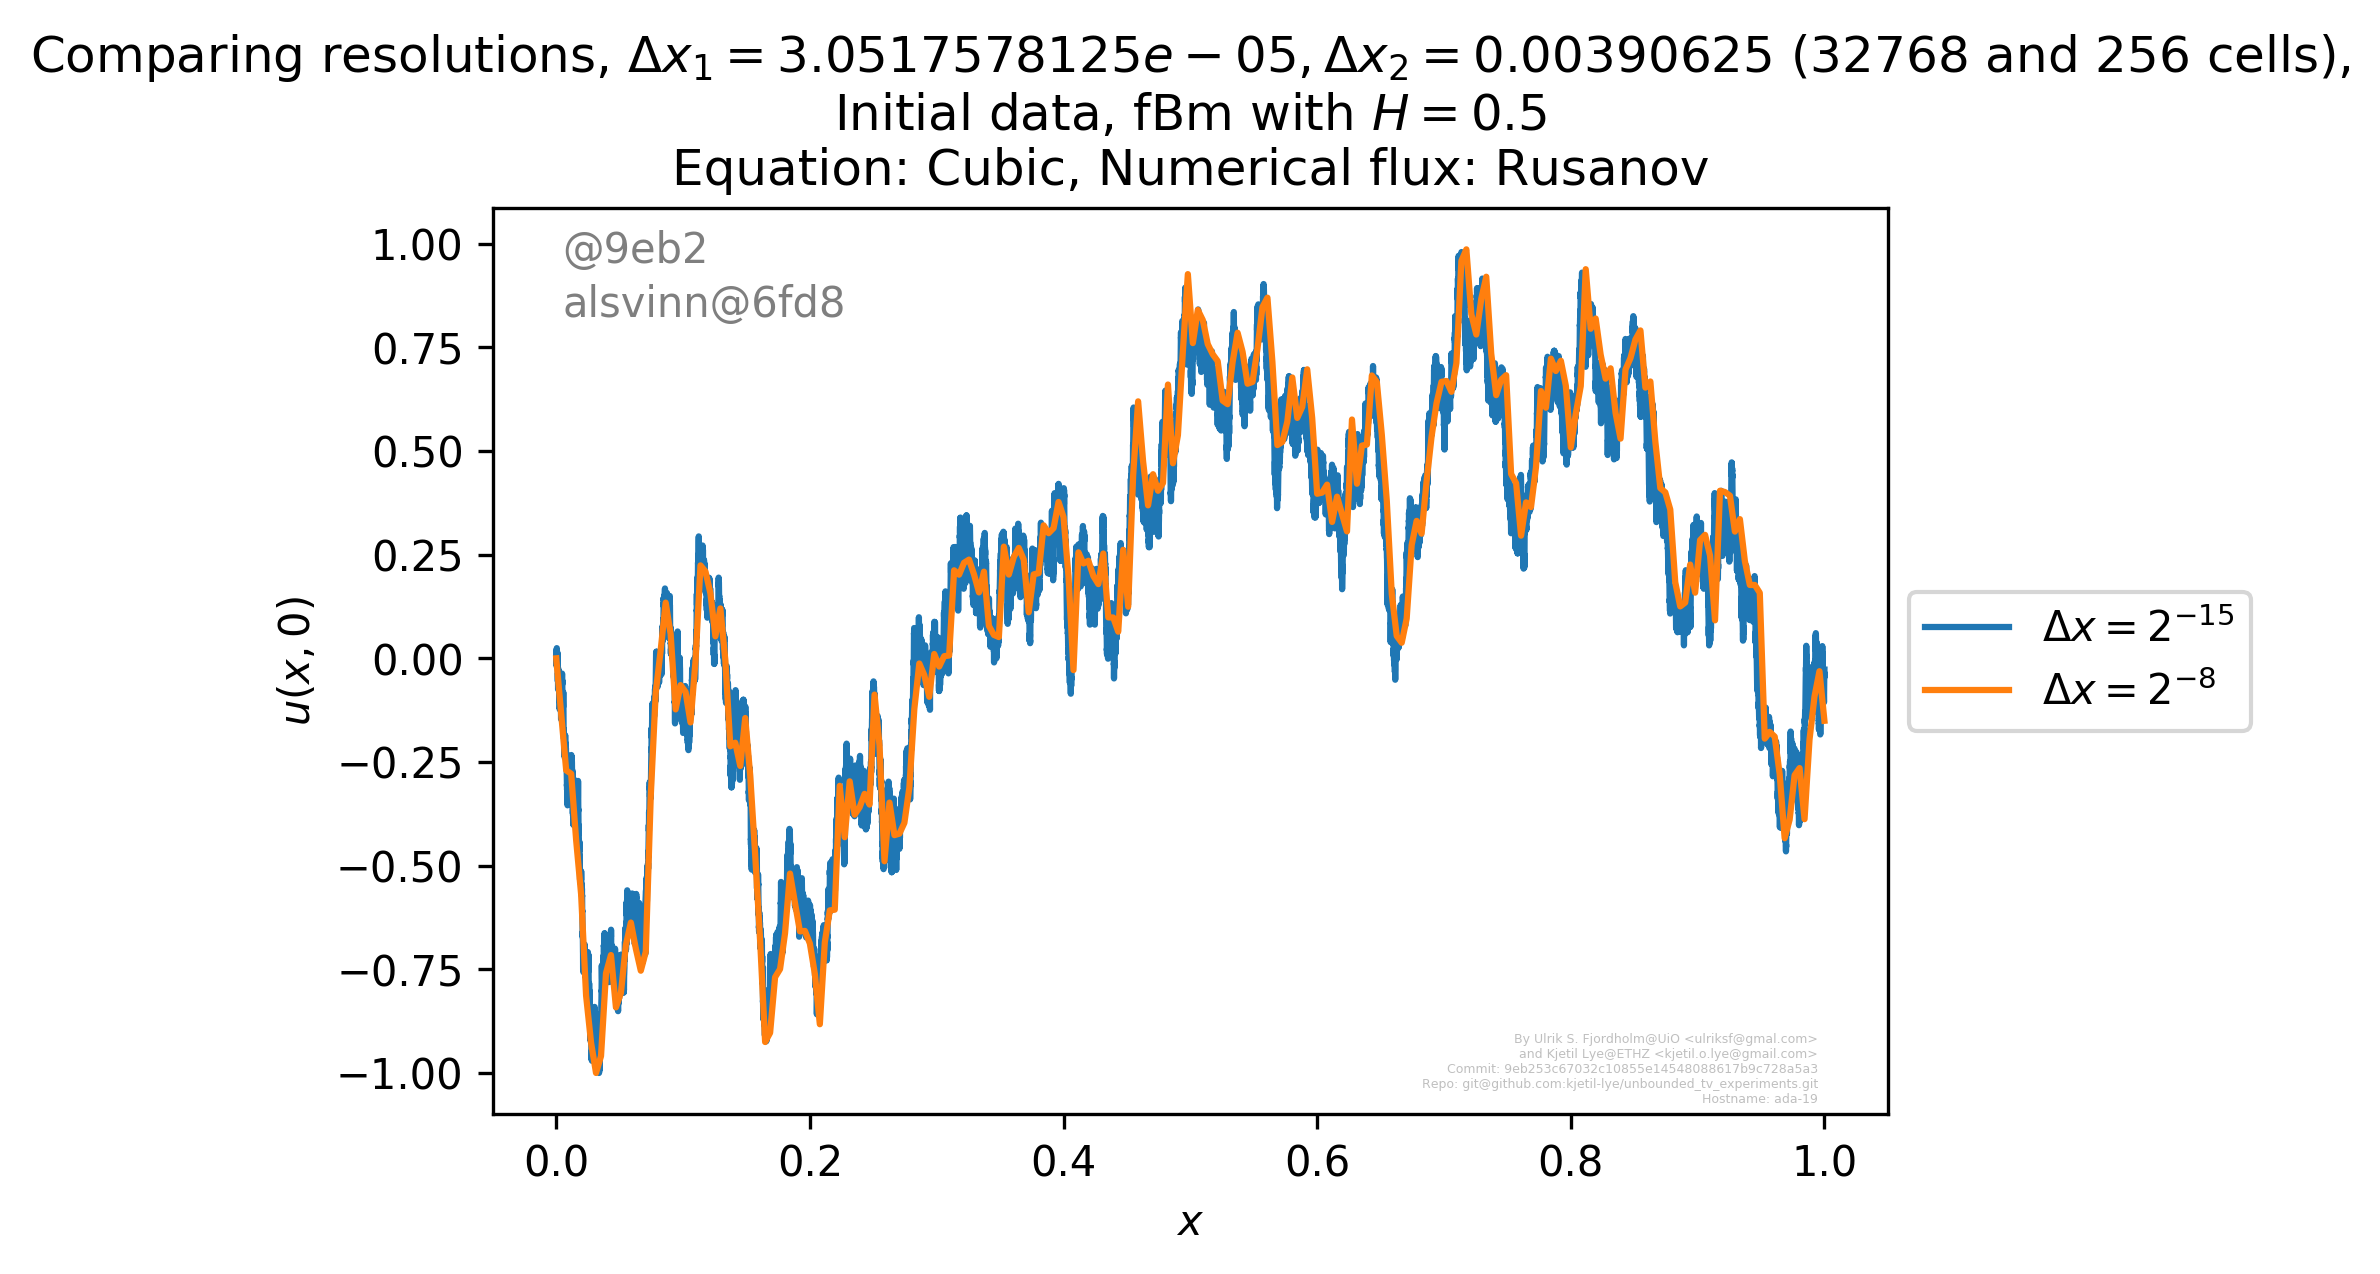 Comparing resolutions, Δx₁ = 3.0517578125e − 05, Δx₂ = 0.00390625 (32768 and 256 cells),
Initial data, fBm with H = 0.5
Equation: Cubic, Numerical flux: Rusanov
@9eb2
alsvinn@6fd8
1.00
0.75
0.50
0.25
0.00
−0.25
−0.50
−0.75
−1.00
u(x, 0)
Δx = 2⁻¹⁵
Δx = 2⁻⁸
By Ulrik S. Fjordholm@UiO <ulriksf@gmal.com>
and Kjetil Lye@ETHZ <kjetil.o.lye@gmail.com>
Commit: 9eb253c67032c10855e14548088617b9c728a5a3
Repo: git@github.com:kjetil-lye/unbounded_tv_experiments.git
Hostname: ada-19
0.0 0.2 0.4 0.6 0.8 1.0
x